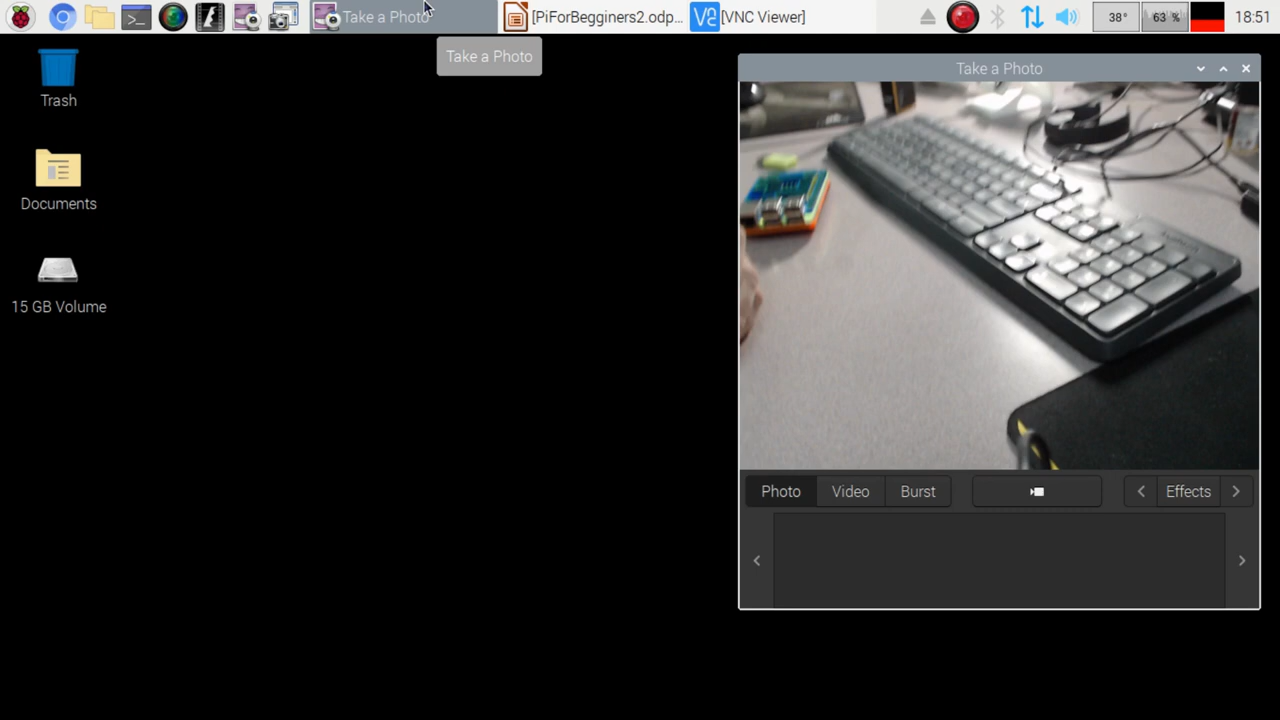 Take a Photo
[PiForBegginers2.odp...
[VNC Viewer]
38°
63 %
18:51
Take a Photo
Trash
Documents
15 GB Volume
Take a Photo
Photo
Video
Burst
Effects